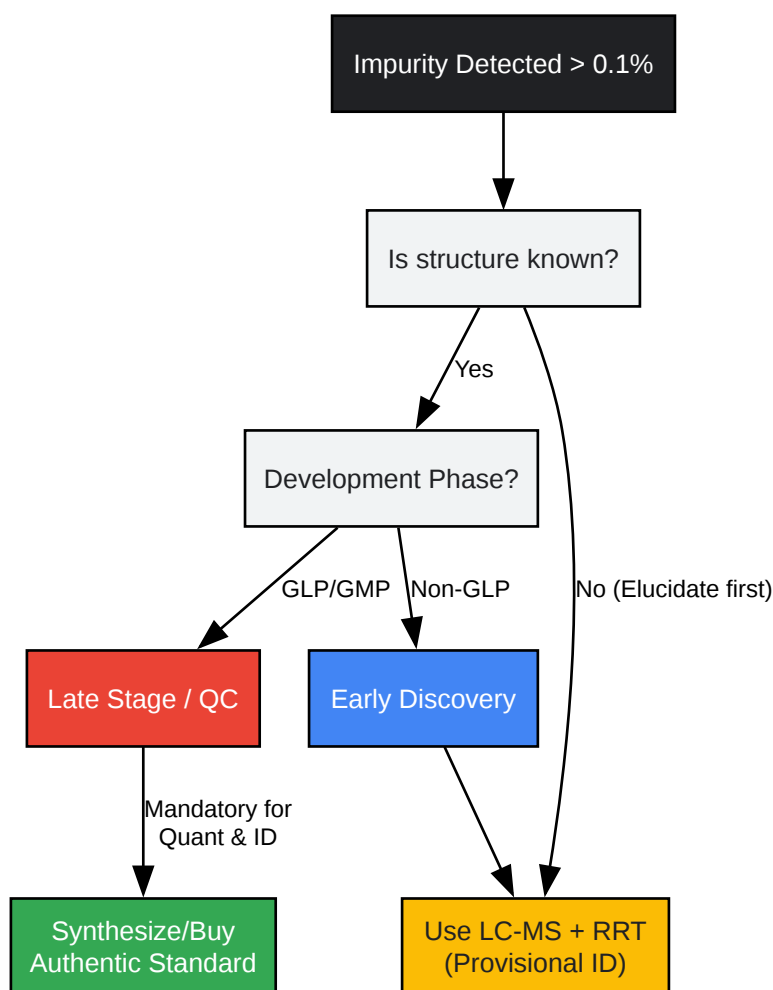 Impurity Detected > 0.1%
Is structure known?
Yes
Development Phase?
GLP/GMP
Non-GLP
No (Elucidate first)
Late Stage / QC
Early Discovery
Mandatory for
Quant & ID
Synthesize/Buy
Authentic Standard
Use LC-MS + RRT
(Provisional ID)